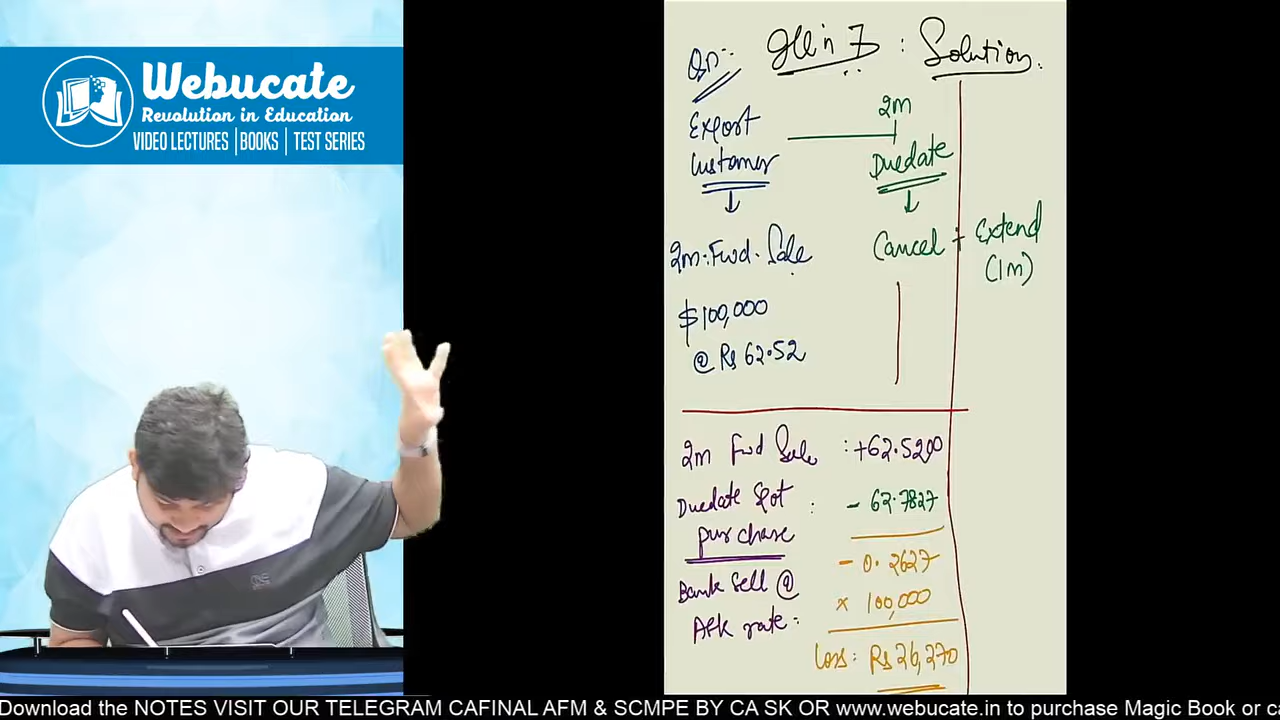 Webucate
Revolution in Education
VIDEO LECTURES | BOOKS | TEST SERIES
Qn:- Illn 7 : Solution.
Export
Customer
2m
Duedate
2m. Fwd. Sale
Cancel + Extend
(1m)
$100,000
@ Rs 62.52
2m Fwd Sale : +62.5200
Duedate Spot
purchase : - 62.7827
- 0.2627
Bank Sell @
Ask rate:
× 100,000
Loss: Rs 26,270
Download the NOTES VISIT OUR TELEGRAM CAFINAL AFM & SCMPE BY CA SK OR www.webucate.in to purchase Magic Book or ca